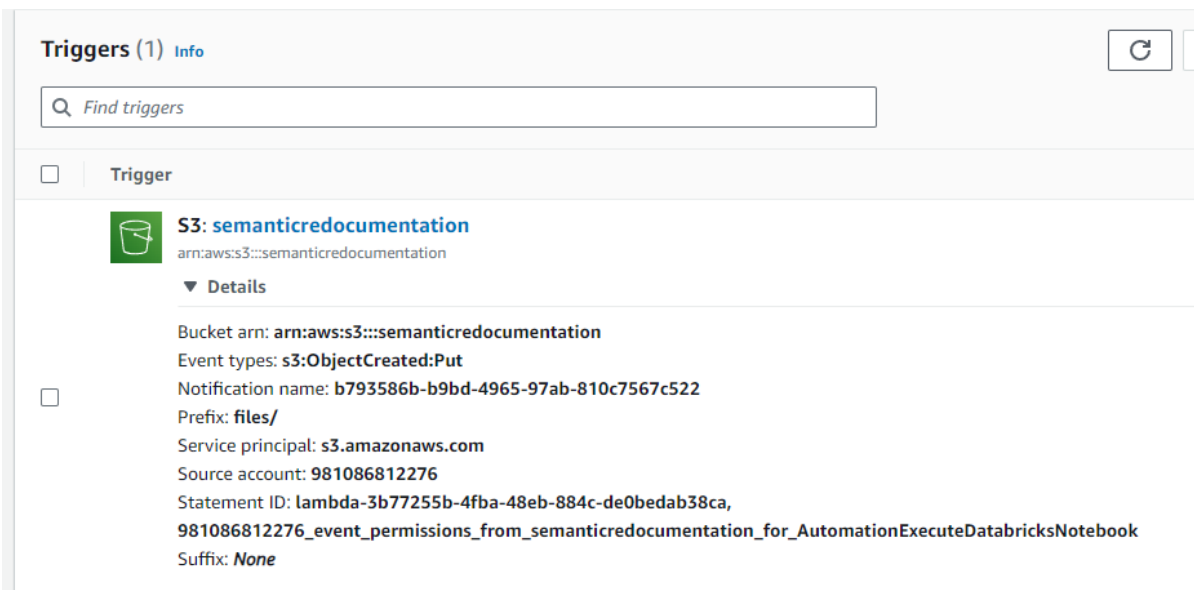 Triggers (1) Info
Find triggers
Trigger
S3: semanticredocumentation
arn:aws:s3:::semanticredocumentation
▼ Details
Bucket arn: arn:aws:s3:::semanticredocumentation
Event types: s3:ObjectCreated:Put
Notification name: b793586b-b9bd-4965-97ab-810c7567c522
Prefix: files/
Service principal: s3.amazonaws.com
Source account: 981086812276
Statement ID: lambda-3b77255b-4fba-48eb-884c-de0bedab38ca,
981086812276_event_permissions_from_semanticredocumentation_for_AutomationExecuteDatabricksNotebook
Suffix: None